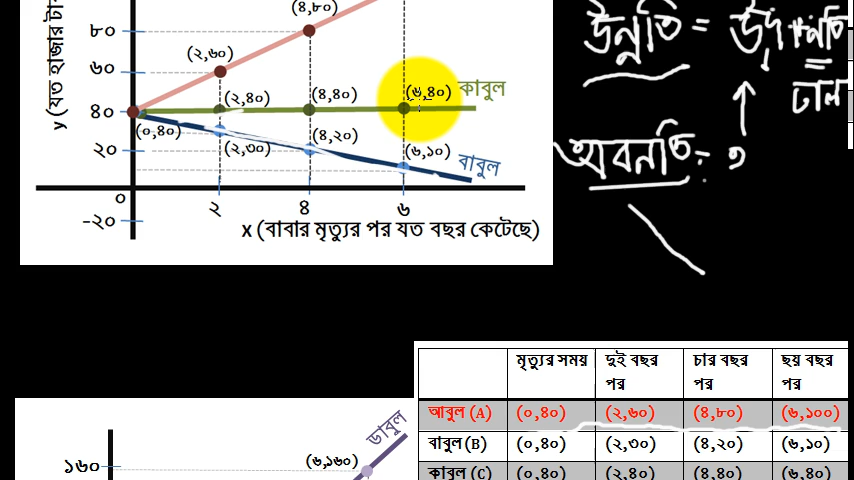 y (যত হাজার টাক
৮০
৬০
৪০
২০
০
-২০
(৪,৮০)
(২,৬০)
(২,৪০)
(৪,৪০)
(৬,৪০)
কাবুল
(০,৪০)
(২,৩০)
(৪,২০)
(৬,১০)
বাবুল
২
৪
৬
x (বাবার মৃত্যুর পর যত বছর কেটেছে)
উন্নতি =
নতি
ঢাল
অবনতি =
মৃত্যুর সময়
দুই বছর পর
চার বছর পর
ছয় বছর পর
আবুল (A) (০,৪০) (২,৬০) (৪,৮০) (৬,১০০)
বাবুল (B) (০,৪০) (২,৩০) (৪,২০) (৬,১০)
কাবুল (C) (০,৪০) (২,৪০) (৪,৪০) (৬,৪০)
ডাবুল
১৬০
(৬,১৬০)